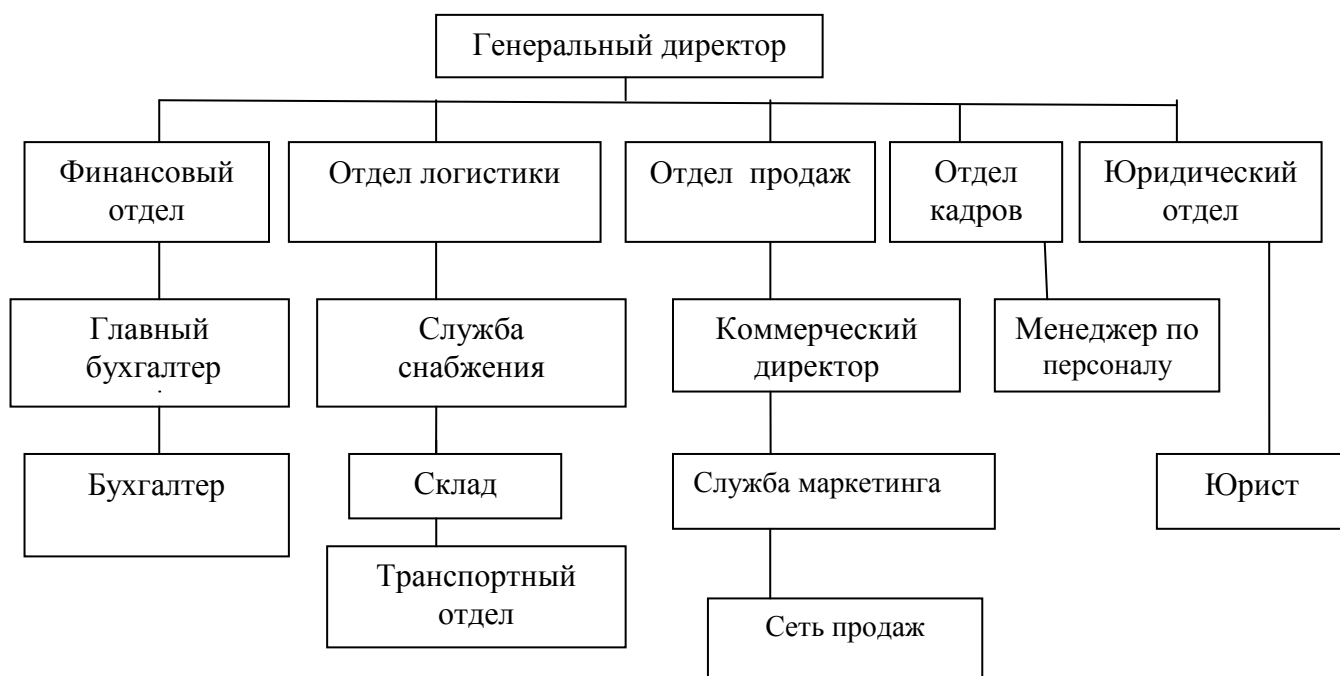 Генеральный директор
Финансовый
отдел
Отдел логистики
Отдел продаж
Отдел
кадров
Юридический
отдел
Главный
бухгалтер
Служба
снабжения
Коммерческий
директор
Менеджер по
персоналу
Бухгалтер
Склад
Служба маркетинга
Юрист
Транспортный
отдел
Сеть продаж